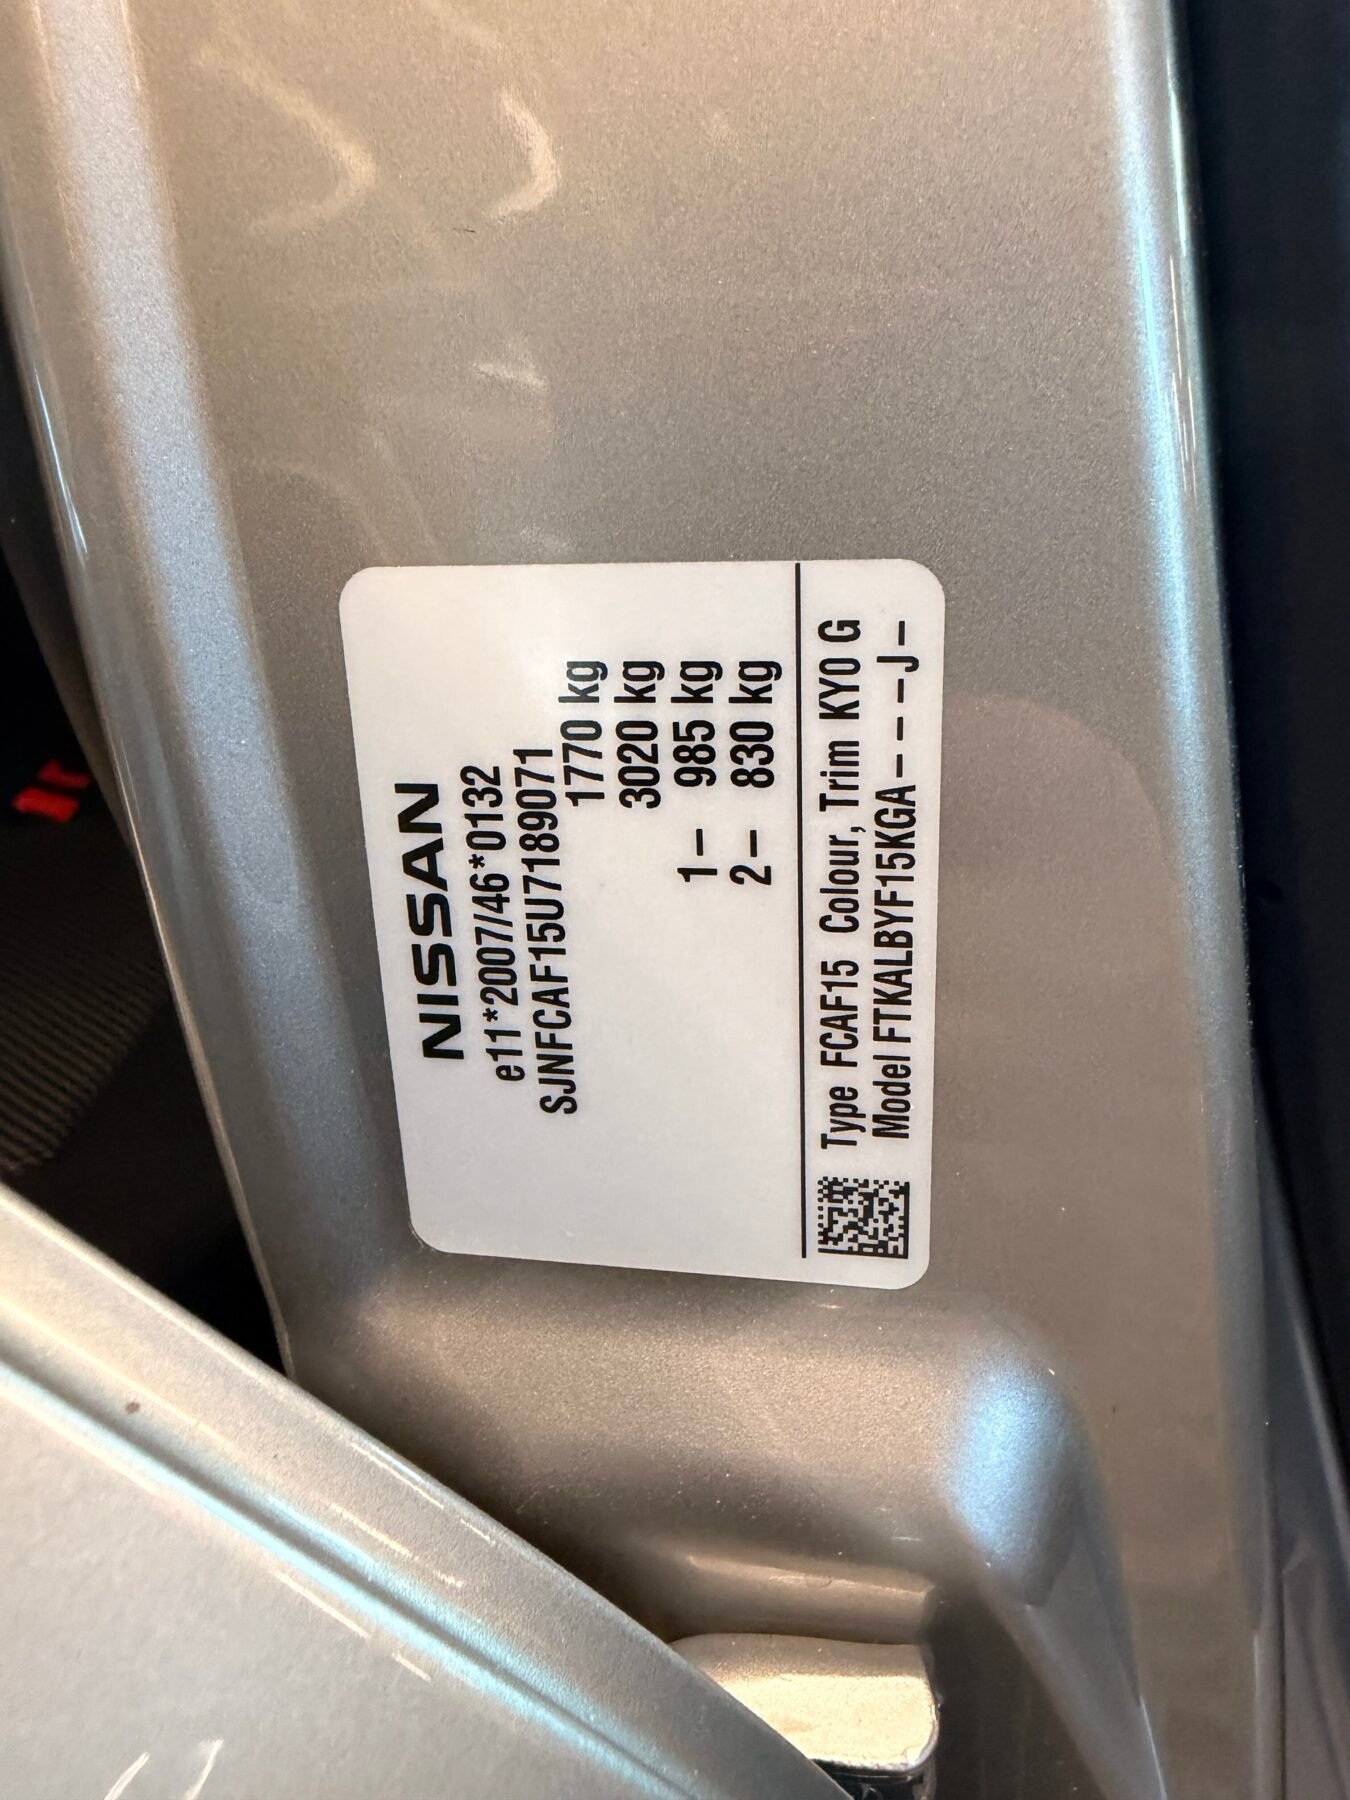 NISSAN
e11*2007/46*0132
SJNFCAF15U7189071
1770 kg
3020 kg
1– 985 kg
2– 830 kg
Type FCAF15 Colour, Trim KY0 G
Model FTKALBYF15KGA– – –J–